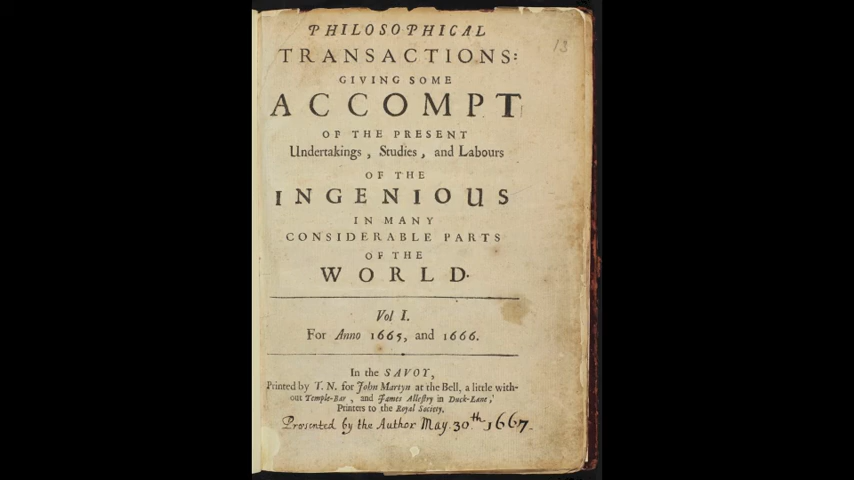 13
PHILOSOPHICAL
TRANSACTIONS:
GIVING SOME
ACCOMPT
OF THE PRESENT
Undertakings, Studies, and Labours
OF THE
INGENIOUS
IN MANY
CONSIDERABLE PARTS
OF THE
WORLD.
Vol I.
For Anno 1665, and 1666.
In the SAVOY,
Printed by T. N. for John Martyn at the Bell, a little with-
out Temple-Bar, and James Allestry in Duck-Lane,
Printers to the Royal Society.
Presented by the Author May. 30th 1667.